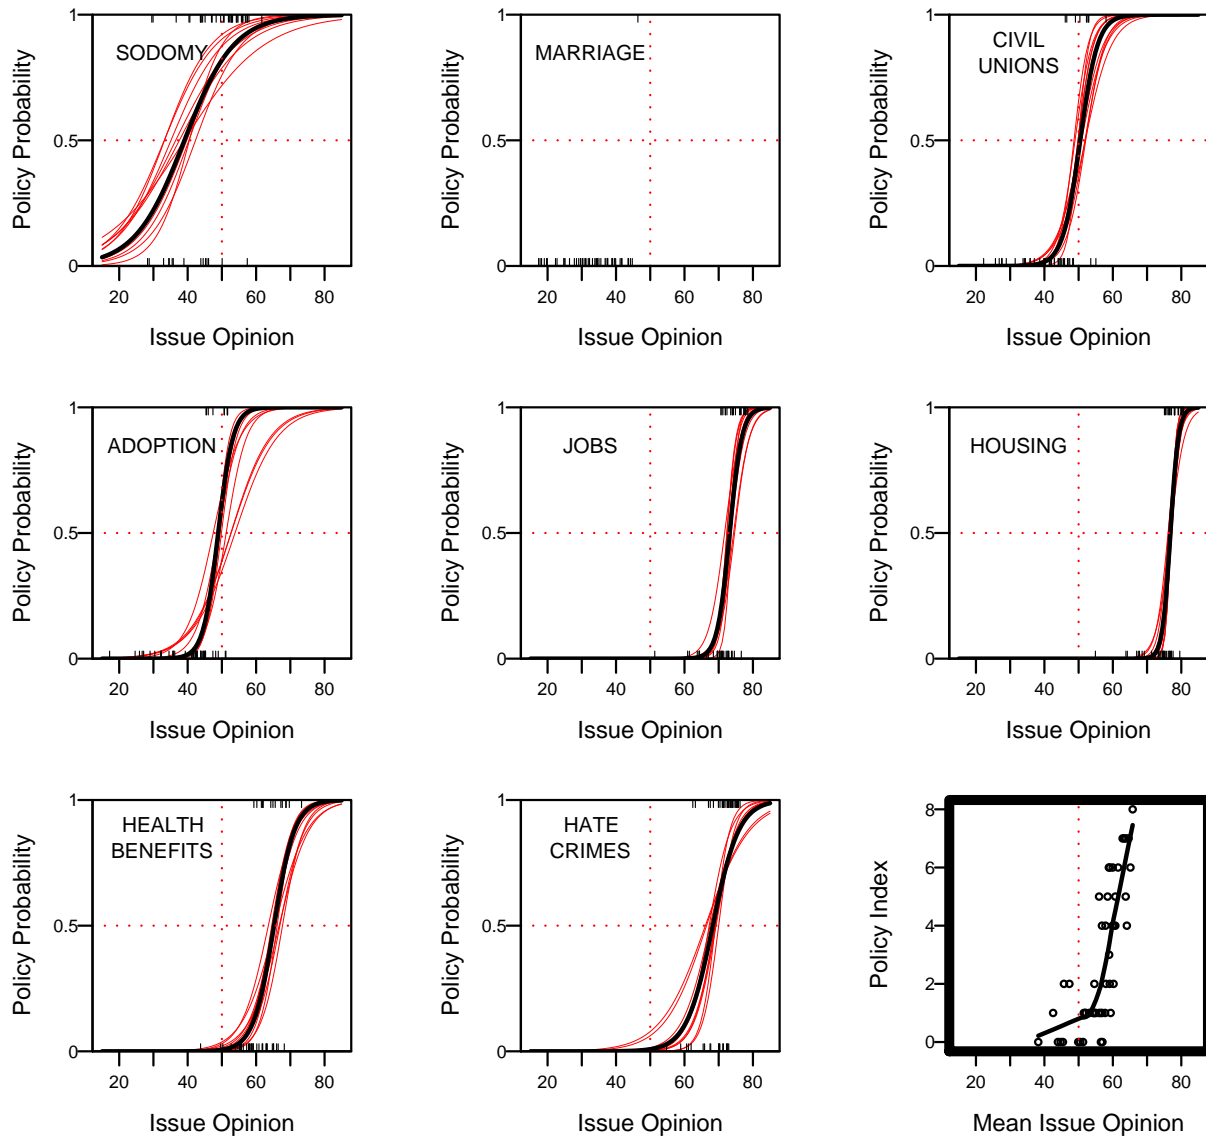 SODOMY
Policy Probability
1
0.5
0
20 40 60 80
Issue Opinion
MARRIAGE
Policy Probability
1
0.5
0
20 40 60 80
Issue Opinion
CIVIL
UNIONS
Policy Probability
1
0.5
0
20 40 60 80
Issue Opinion
ADOPTION
Policy Probability
1
0.5
0
20 40 60 80
Issue Opinion
JOBS
Policy Probability
1
0.5
0
20 40 60 80
Issue Opinion
HOUSING
Policy Probability
1
0.5
0
20 40 60 80
Issue Opinion
HEALTH
BENEFITS
Policy Probability
1
0.5
0
20 40 60 80
Issue Opinion
HATE
CRIMES
Policy Probability
1
0.5
0
20 40 60 80
Issue Opinion
Policy Index
8
6
4
2
0
20 40 60 80
Mean Issue Opinion